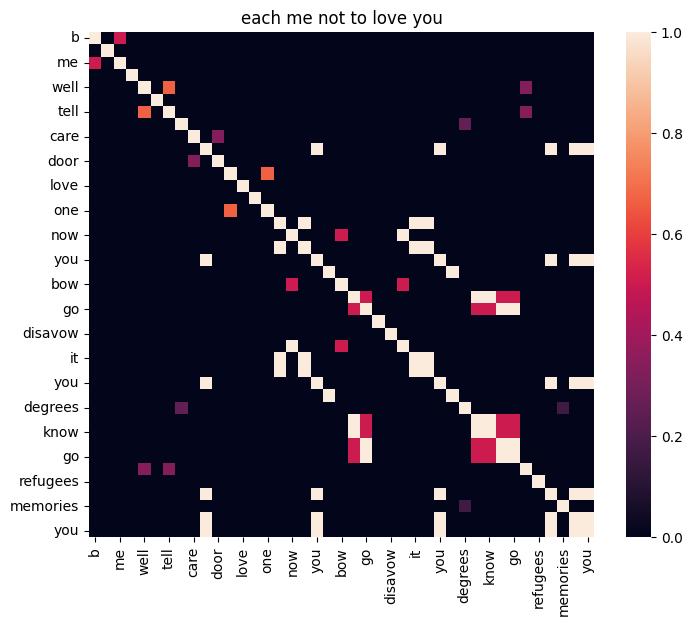 each me not to love you
b
me
well
tell
care
door
love
one
now
you
bow
go
disavow
it
you
degrees
know
go
refugees
memories
you
b
me
well
tell
care
door
love
one
now
you
bow
go
disavow
it
you
degrees
know
go
refugees
memories
you
1.0
0.8
0.6
0.4
0.2
0.0